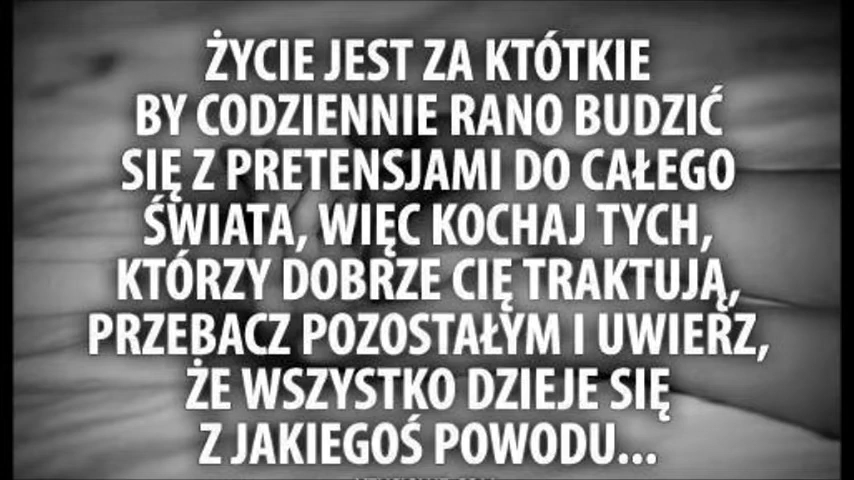 ŻYCIE JEST ZA KTÓTKIE
BY CODZIENNIE RANO BUDZIĆ
SIĘ Z PRETENSJAMI DO CAŁEGO
ŚWIATA, WIĘC KOCHAJ TYCH,
KTÓRZY DOBRZE CIĘ TRAKTUJĄ,
PRZEBACZ POZOSTAŁYM I UWIERZ,
ŻE WSZYSTKO DZIEJE SIĘ
Z JAKIEGOŚ POWODU...